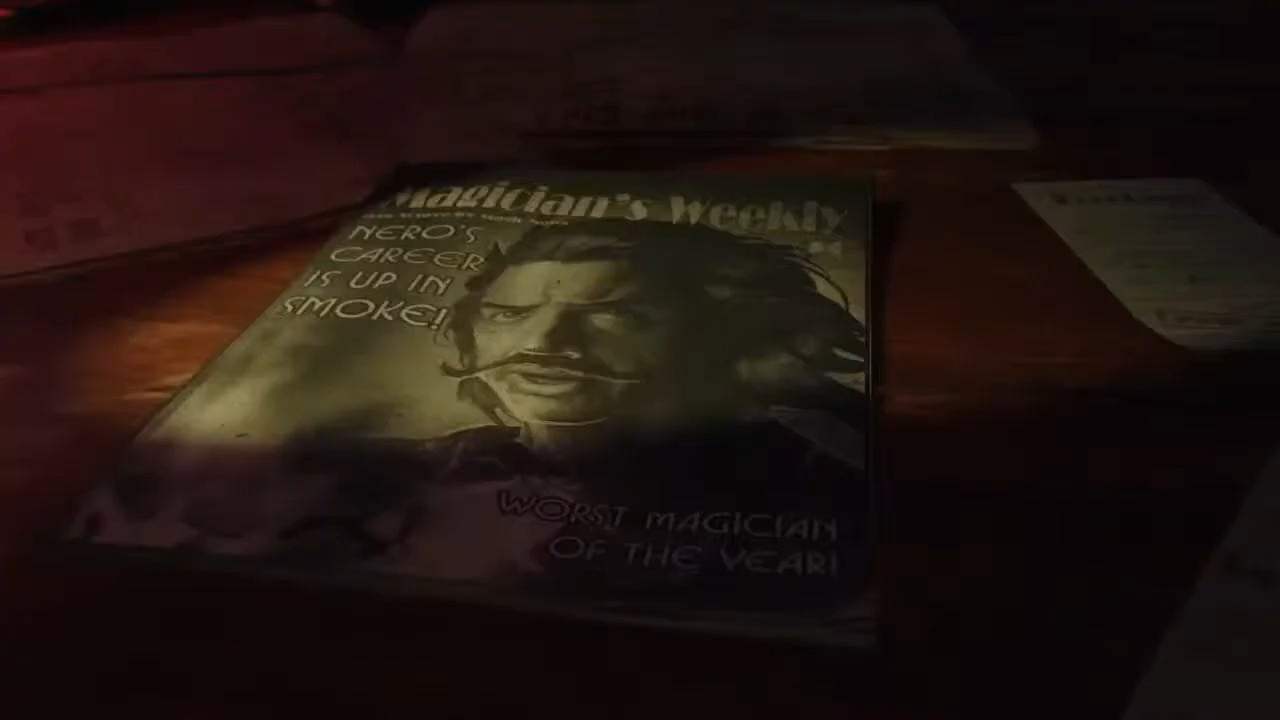 Magician's Weekly
NERO'S
CAREER
IS UP IN
SMOKE!
WORST MAGICIAN
OF THE YEAR!